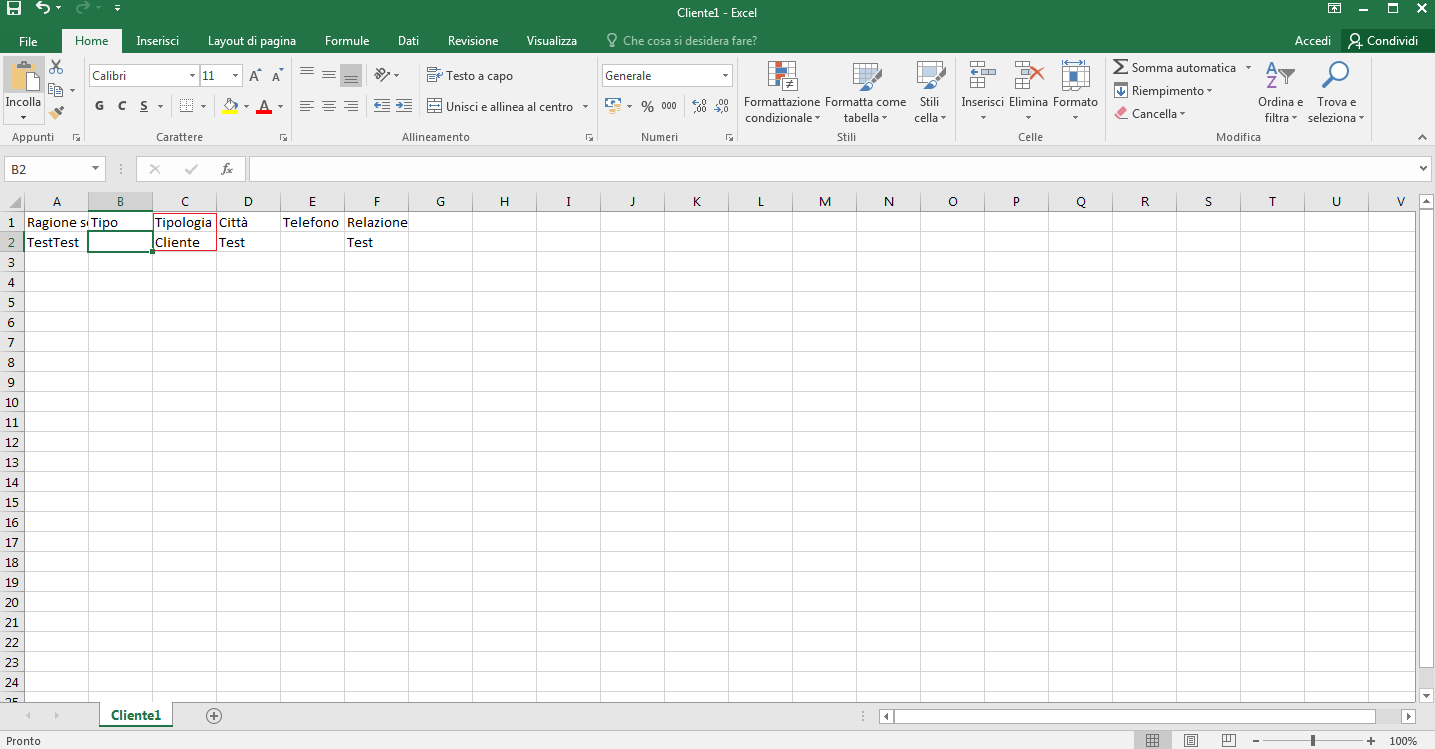 Cliente1 - Excel
File Home Inserisci Layout di pagina Formule Dati Revisione Visualizza Che cosa si desidera fare? Accedi Condividi
Incolla
Appunti
Calibri 11
G C S A
Carattere
Testo a capo
Unisci e allinea al centro
Allineamento
Generale
% 000
Numeri
Formattazione condizionale
Formatta come tabella
Stili cella
Stili
Inserisci Elimina Formato
Celle
Somma automatica
Riempimento
Cancella
Ordina e filtra
Trova e seleziona
Modifica
B2 fx
A B C D E F G H I J K L M N O P Q R S T U V
1 Ragione s Tipo Tipologia Città Telefono Relazione
2 TestTest Cliente Test Test
3
4
5
6
7
8
9
10
11
12
13
14
15
16
17
18
19
20
21
22
23
24
25
Cliente1
Pronto 100%